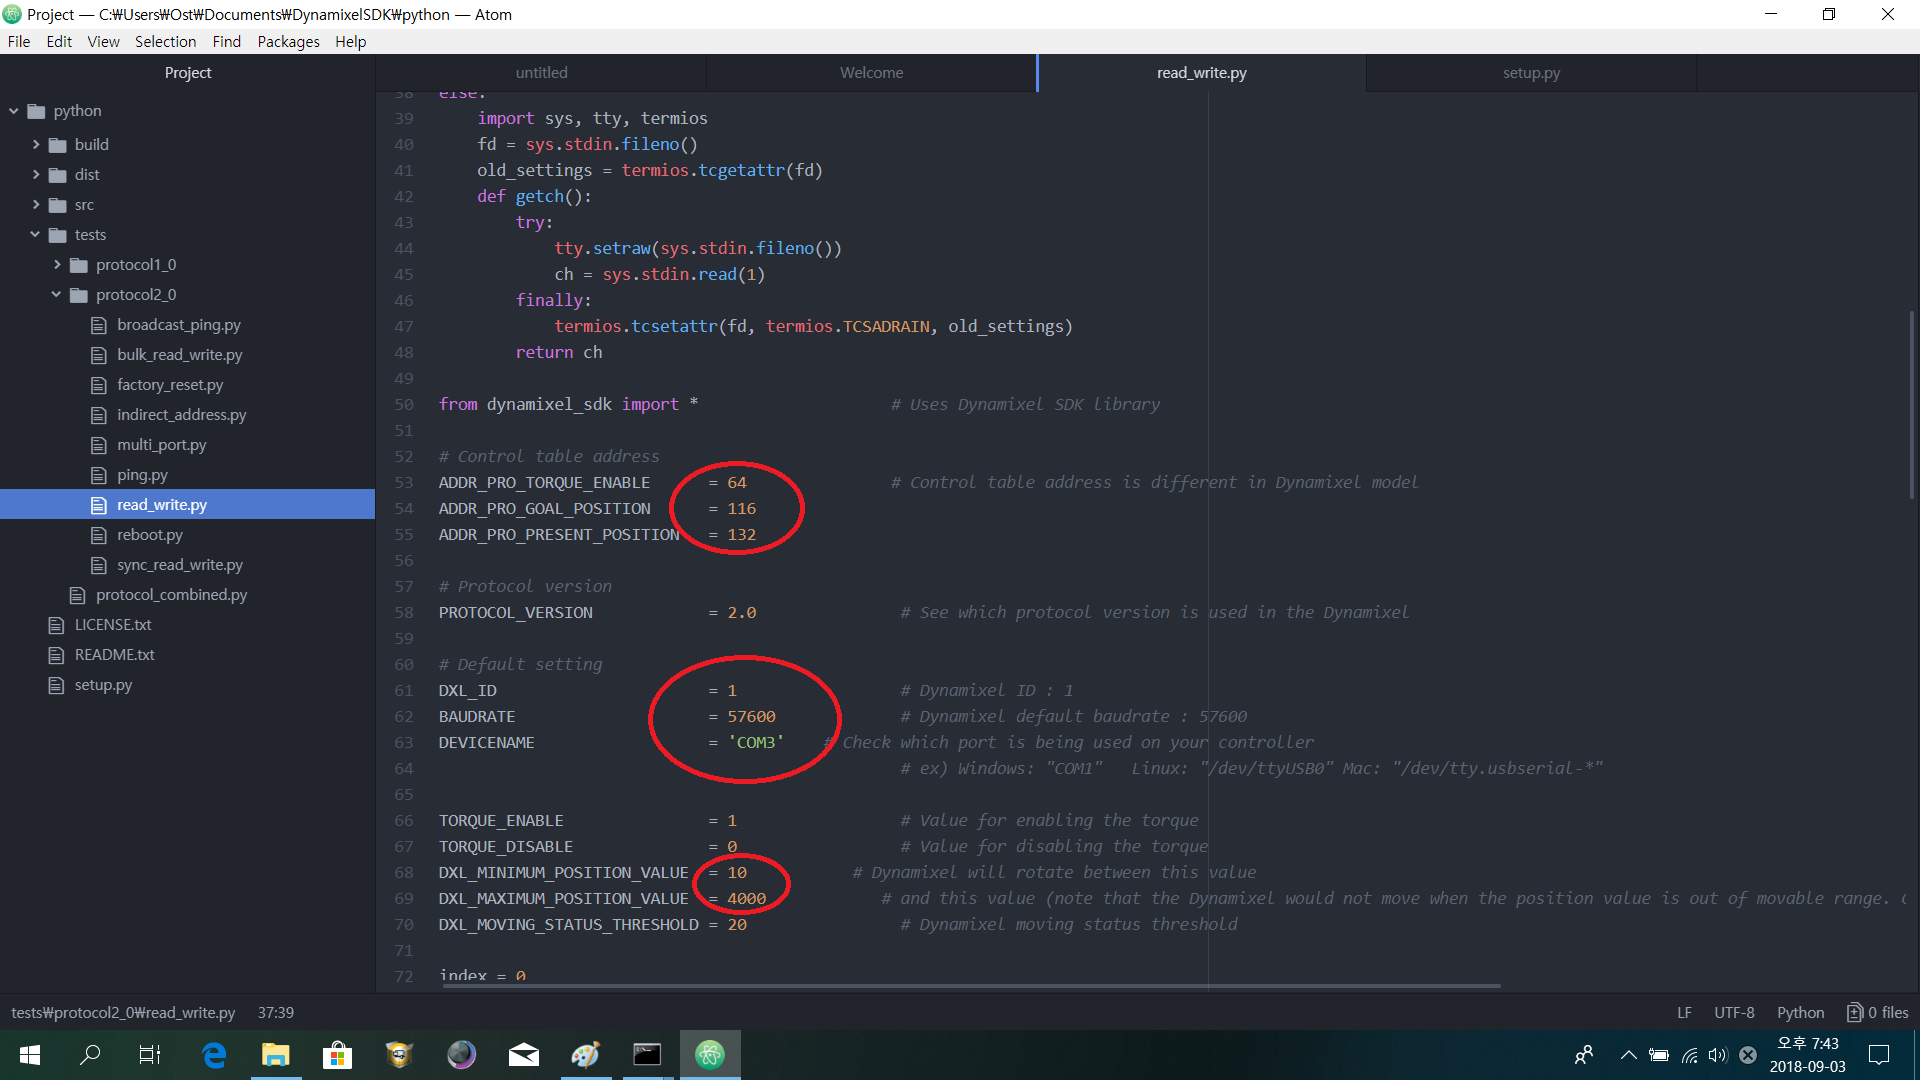 Project — C:₩Users₩Ost₩Documents₩DynamixelSDK₩python — Atom
File Edit View Selection Find Packages Help
Project
untitled Welcome read_write.py setup.py
python
build
dist
src
tests
protocol1_0
protocol2_0
broadcast_ping.py
bulk_read_write.py
factory_reset.py
indirect_address.py
multi_port.py
ping.py
read_write.py
reboot.py
sync_read_write.py
protocol_combined.py
LICENSE.txt
README.txt
setup.py
38 else:
39     import sys, tty, termios
40     fd = sys.stdin.fileno()
41     old_settings = termios.tcgetattr(fd)
42     def getch():
43         try:
44             tty.setraw(sys.stdin.fileno())
45             ch = sys.stdin.read(1)
46         finally:
47             termios.tcsetattr(fd, termios.TCSADRAIN, old_settings)
48         return ch
49
50 from dynamixel_sdk import *                    # Uses Dynamixel SDK library
51
52 # Control table address
53 ADDR_PRO_TORQUE_ENABLE      = 64               # Control table address is different in Dynamixel model
54 ADDR_PRO_GOAL_POSITION      = 116
55 ADDR_PRO_PRESENT_POSITION   = 132
56
57 # Protocol version
58 PROTOCOL_VERSION            = 2.0               # See which protocol version is used in the Dynamixel
59
60 # Default setting
61 DXL_ID                      = 1                 # Dynamixel ID : 1
62 BAUDRATE                    = 57600             # Dynamixel default baudrate : 57600
63 DEVICENAME                  = 'COM3'    # Check which port is being used on your controller
64                                                 # ex) Windows: "COM1"   Linux: "/dev/ttyUSB0" Mac: "/dev/tty.usbserial-*"
65
66 TORQUE_ENABLE               = 1                 # Value for enabling the torque
67 TORQUE_DISABLE              = 0                 # Value for disabling the torque
68 DXL_MINIMUM_POSITION_VALUE  = 10           # Dynamixel will rotate between this value
69 DXL_MAXIMUM_POSITION_VALUE  = 4000            # and this value (note that the Dynamixel would not move when the position value is out of movable range.
70 DXL_MOVING_STATUS_THRESHOLD = 20                # Dynamixel moving status threshold
71
72 index = 0
tests₩protocol2_0₩read_write.py 37:39 LF UTF-8 Python 0 files
오후 7:43
2018-09-03